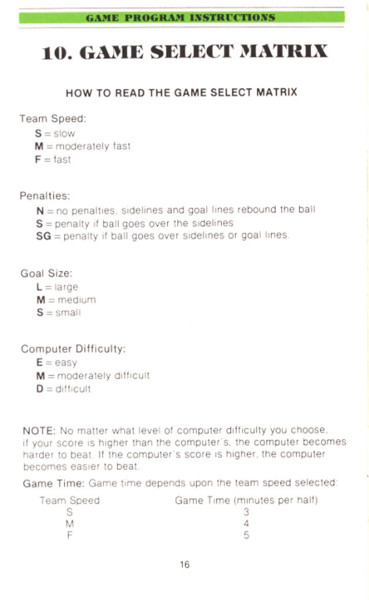 GAME PROGRAM INSTRUCTIONS
10. GAME SELECT MATRIX
HOW TO READ THE GAME SELECT MATRIX
Team Speed:
S = slow
M = moderately fast
F = fast
Penalties:
N = no penalties, sidelines and goal lines rebound the ball
S = penalty if ball goes over the sidelines
SG = penalty if ball goes over sidelines or goal lines.
Goal Size:
L = large
M = medium
S = small
Computer Difficulty:
E = easy
M = moderately difficult
D = difficult
NOTE: No matter what level of computer difficulty you choose,
if your score is higher than the computer's, the computer becomes
harder to beat. If the computer's score is higher, the computer
becomes easier to beat.
Game Time: Game time depends upon the team speed selected:
Team Speed Game Time (minutes per half)
S 3
M 4
F 5
16